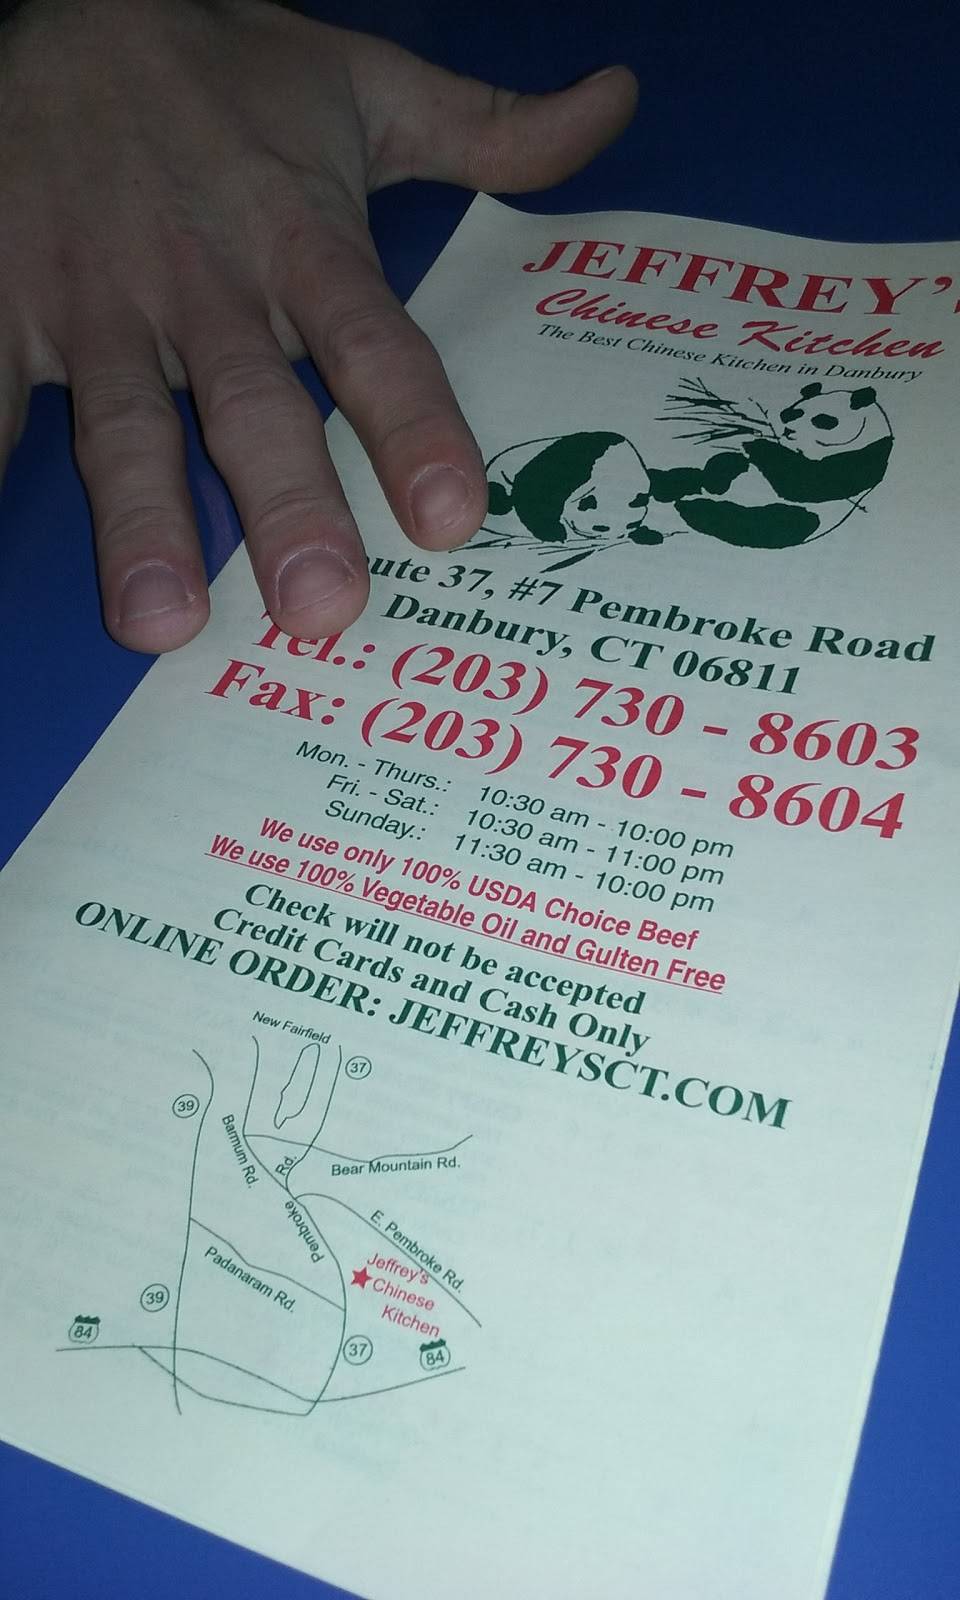 JEFFREY'S
Chinese Kitchen
The Best Chinese Kitchen in Danbury
ute 37, #7 Pembroke Road
Danbury, CT 06811
Tel.: (203) 730 - 8603
Fax: (203) 730 - 8604
Mon. - Thurs.: 10:30 am - 10:00 pm
Fri. - Sat.: 10:30 am - 11:00 pm
Sunday.: 11:30 am - 10:00 pm
We use only 100% USDA Choice Beef
We use 100% Vegetable Oil and Gulten Free
Check will not be accepted
Credit Cards and Cash Only
ONLINE ORDER: JEFFREYSCT.COM
New Fairfield
37
39
Barnum Rd.
Rd.
Bear Mountain Rd.
Pembroke
E. Pembroke Rd.
Padanaram Rd.
Jeffrey's
Chinese
Kitchen
39
84
37
84